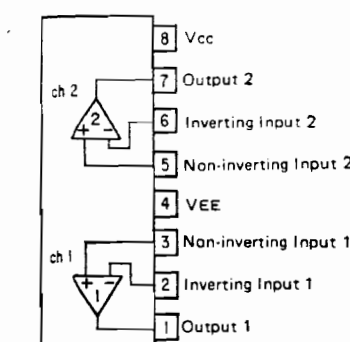 8 Vcc
7 Output 2
ch 2
2
6 Inverting Input 2
+ −
5 Non-inverting Input 2
4 VEE
3 Non-inverting Input 1
ch 1
+ −
2 Inverting Input 1
1
1 Output 1